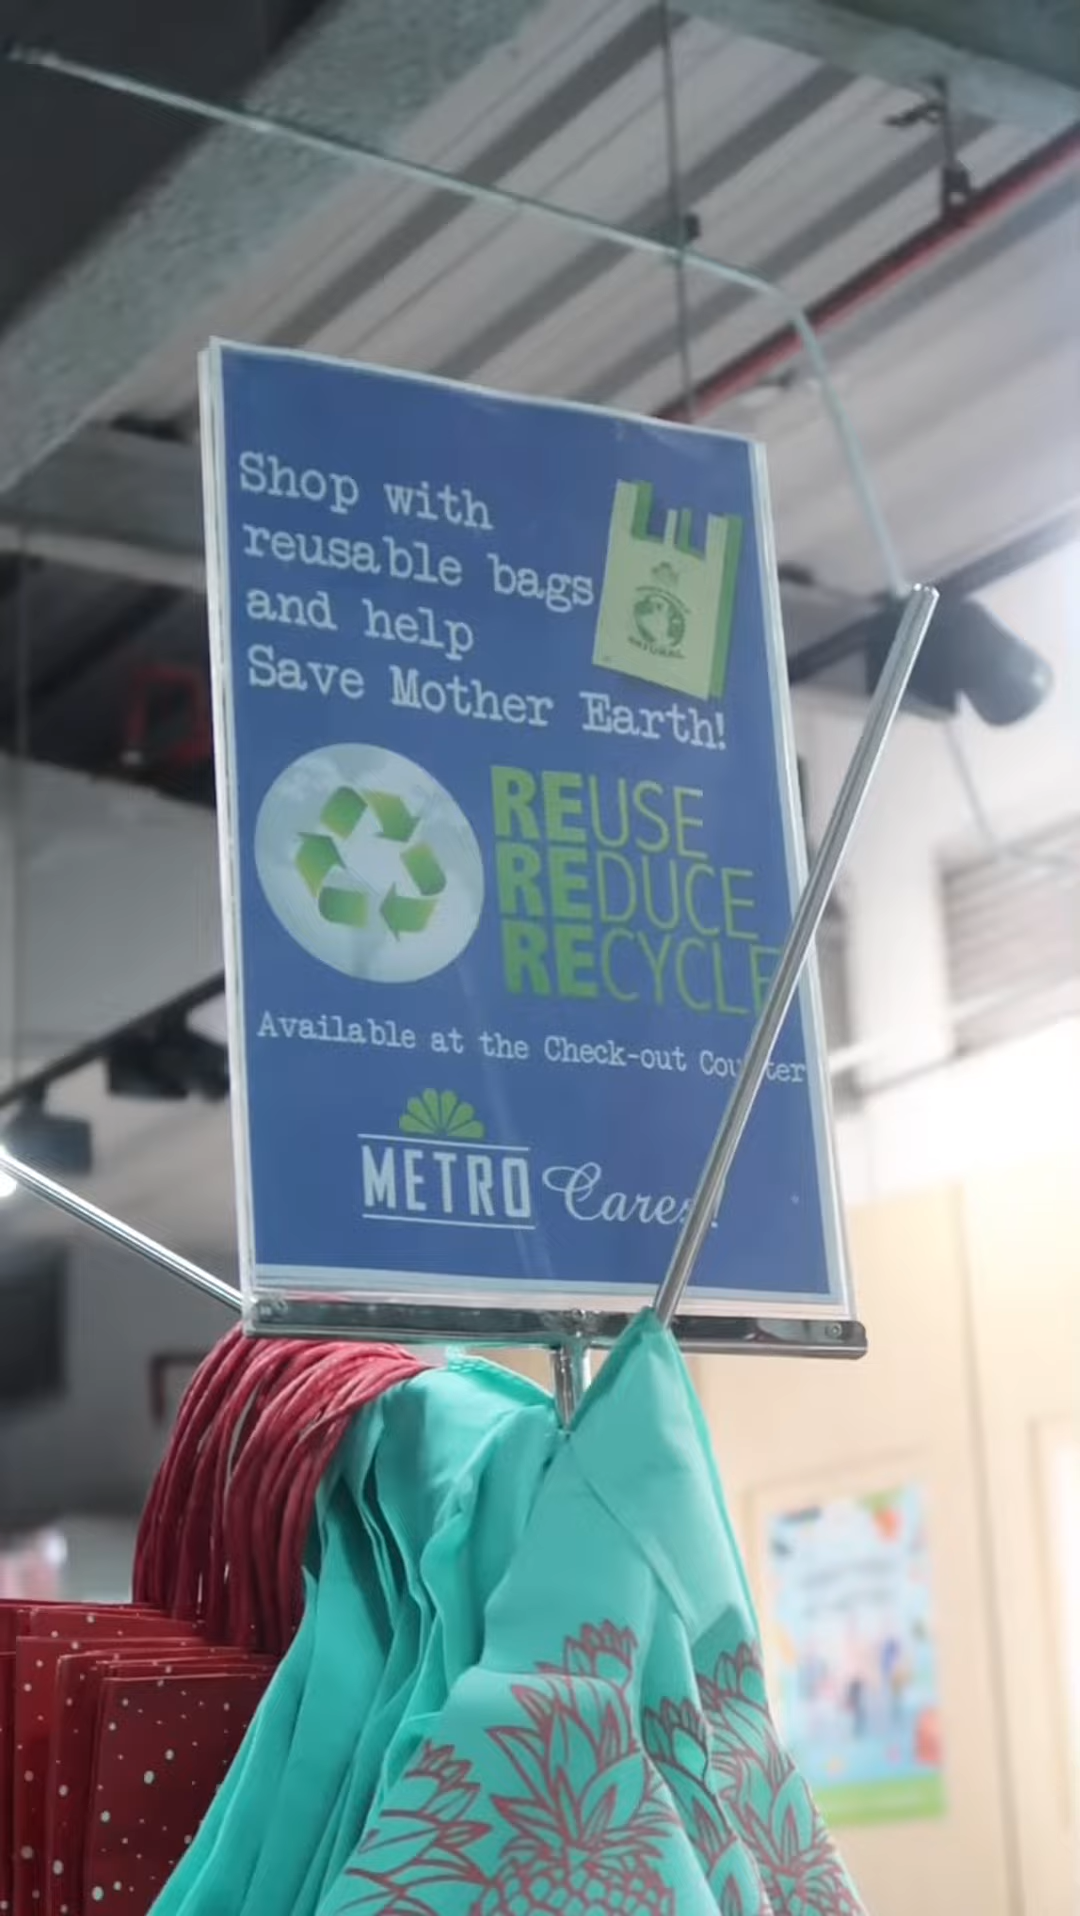 Shop with
reusable bags
and help
Save Mother Earth!
NATURAL
REUSE
REDUCE
RECYCLE
Available at the Check-out Counter
METRO Cares!